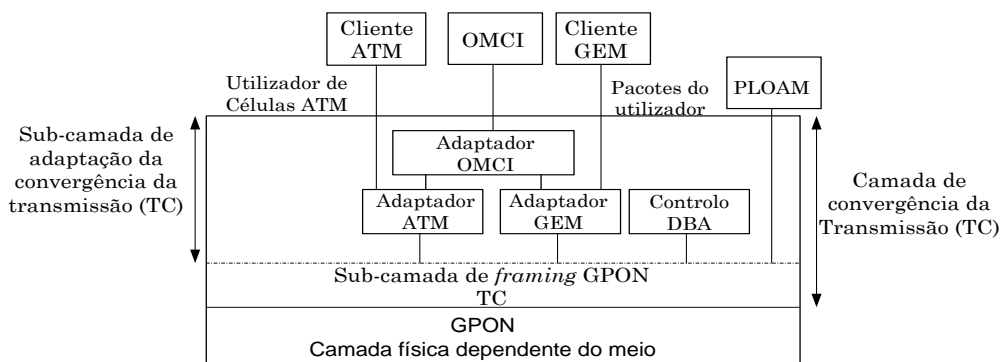 Cliente
ATM
OMCI
Cliente
GEM
PLOAM
Utilizador de
Células ATM
Pacotes do
utilizador
Sub-camada de
adaptação da
convergência da
transmissão (TC)
Adaptador
OMCI
Adaptador
ATM
Adaptador
GEM
Controlo
DBA
Camada de
convergência da
Transmissão (TC)
Sub-camada de framing GPON
TC
GPON
Camada física dependente do meio